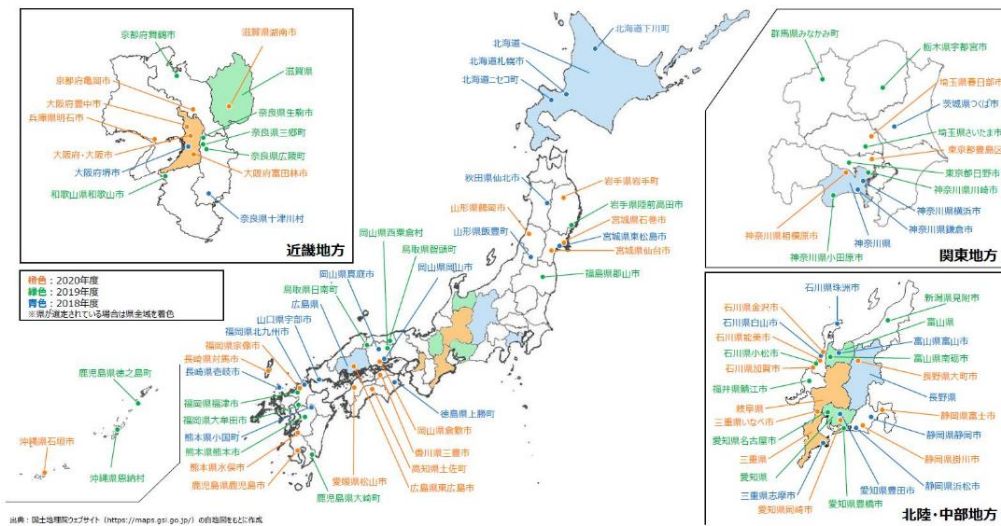 京都府舞鶴市
滋賀県湖南市
滋賀県
京都府亀岡市
大阪府豊中市
兵庫県明石市
奈良県生駒市
奈良県三郷町
奈良県広陵町
大阪府・大阪市
大阪府富田林市
大阪府堺市
和歌山県和歌山市
奈良県十津川村
近畿地方
橙色：2020年度
緑色：2019年度
青色：2018年度
※県が選定されている場合は県全域を着色
北海道下川町
北海道
北海道札幌市
北海道ニセコ町
秋田県仙北市
岩手県岩手町
山形県鶴岡市
岩手県陸前高田市
宮城県石巻市
山形県飯豊町
宮城県東松島市
宮城県仙台市
福島県郡山市
岡山県西粟倉村
鳥取県智頭町
岡山県真庭市
岡山県岡山市
鳥取県日南町
広島県
山口県宇部市
福岡県北九州市
福岡県宗像市
長崎県対馬市
長崎県壱岐市
鹿児島県徳之島町
福岡県福津市
福岡県大牟田市
徳島県上勝町
熊本県小国町
岡山県倉敷市
熊本県熊本市
香川県三豊市
沖縄県石垣市
熊本県水俣市
高知県土佐町
鹿児島県鹿児島市
愛媛県松山市
広島県東広島市
沖縄県恩納村
鹿児島県大崎町
群馬県みなかみ町
栃木県宇都宮市
埼玉県春日部市
茨城県つくば市
埼玉県さいたま市
東京都豊島区
東京都日野市
神奈川県川崎市
神奈川県横浜市
神奈川県相模原市
神奈川県鎌倉市
神奈川県
神奈川県小田原市
関東地方
石川県珠洲市
石川県金沢市
新潟県見附市
石川県白山市
富山県
石川県能美市
富山県富山市
石川県小松市
富山県南砺市
石川県加賀市
長野県大町市
福井県鯖江市
長野県
岐阜県
静岡県富士市
三重県いなべ市
静岡県静岡市
愛知県名古屋市
三重県
静岡県掛川市
愛知県
静岡県浜松市
三重県志摩市
愛知県豊田市
愛知県豊橋市
愛知県岡崎市
北陸・中部地方
出典：国土地理院ウェブサイト（https://maps.gsi.go.jp/）の白地図をもとに作成